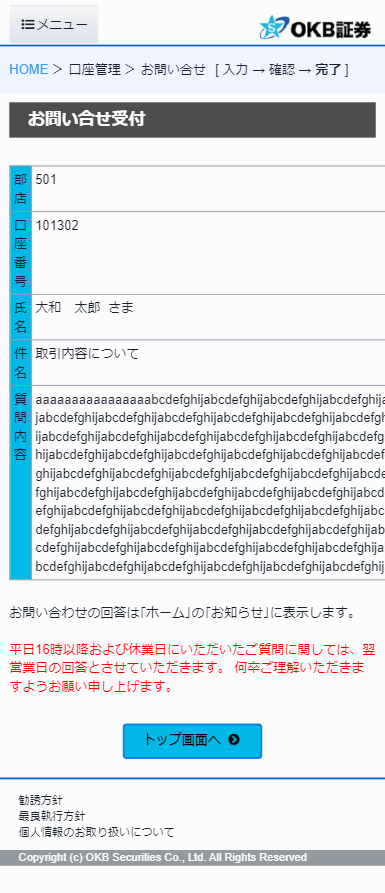 メニュー
OKB証券
HOME > 口座管理 > お問い合せ [ 入力 → 確認 → 完了 ]
お問い合せ受付
部店 501
口座番号 101302
氏名 大和　太郎 さま
件名 取引内容について
質問内容 aaaaaaaaaaaaaaaabcdefghijabcdefghijabcdefghijabcdefghija
jabcdefghijabcdefghijabcdefghijabcdefghijabcdefghijabcdefg
ijabcdefghijabcdefghijabcdefghijabcdefghijabcdefghijabcdefg
hijabcdefghijabcdefghijabcdefghijabcdefghijabcdefghijabcdef
ghijabcdefghijabcdefghijabcdefghijabcdefghijabcdefghijabcde
fghijabcdefghijabcdefghijabcdefghijabcdefghijabcdefghijabcd
efghijabcdefghijabcdefghijabcdefghijabcdefghijabcdefghijabc
defghijabcdefghijabcdefghijabcdefghijabcdefghijabcdefghijab
cdefghijabcdefghijabcdefghijabcdefghijabcdefghijabcdefghija
bcdefghijabcdefghijabcdefghijabcdefghijabcdefghijabcdefghij
お問い合わせの回答は｢ホーム｣の｢お知らせ｣に表示します。
平日16時以降および休業日にいただいたご質問に関しては、翌
営業日の回答とさせていただきます。 何卒ご理解いただきま
すようお願い申し上げます。
トップ画面へ
勧誘方針
最良執行方針
個人情報のお取り扱いについて
Copyright (c) OKB Securities Co., Ltd. All Rights Reserved